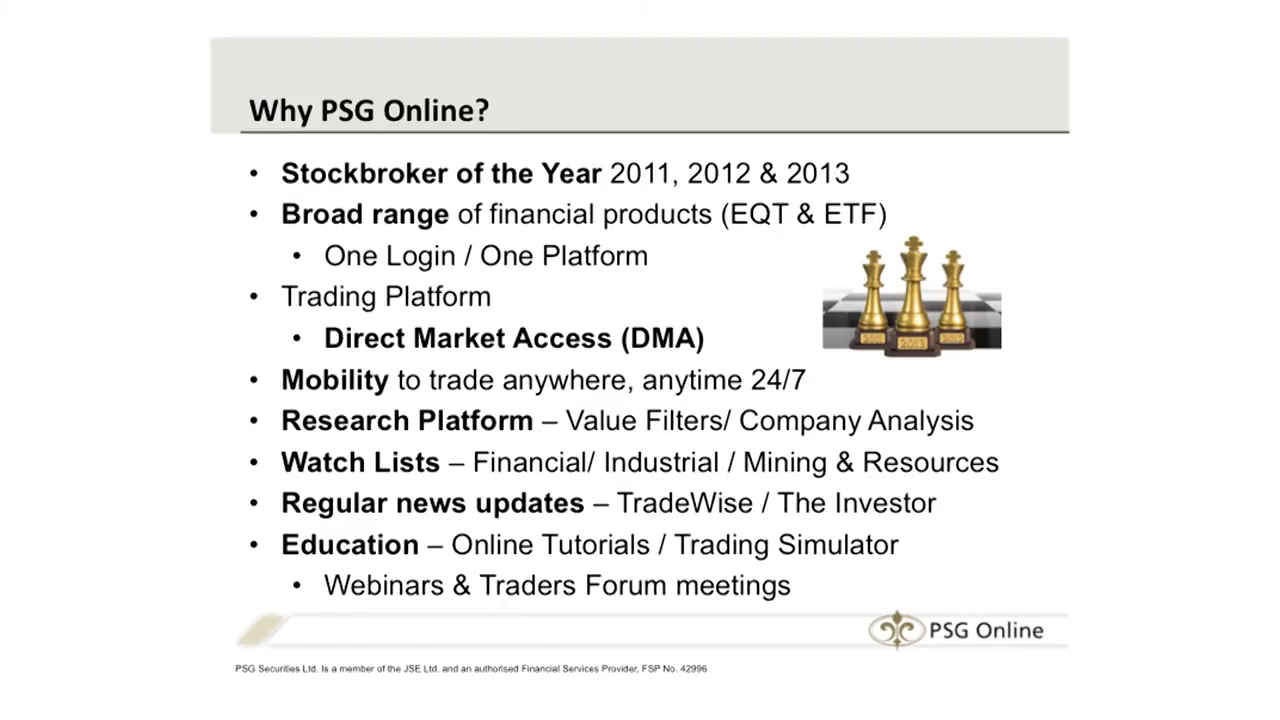 Why PSG Online?
• Stockbroker of the Year 2011, 2012 & 2013
• Broad range of financial products (EQT & ETF)
• One Login / One Platform
• Trading Platform
• Direct Market Access (DMA)
• Mobility to trade anywhere, anytime 24/7
• Research Platform – Value Filters/ Company Analysis
• Watch Lists – Financial/ Industrial / Mining & Resources
• Regular news updates – TradeWise / The Investor
• Education – Online Tutorials / Trading Simulator
• Webinars & Traders Forum meetings
PSG Online
PSG Securities Ltd. Is a member of the JSE Ltd. and an authorised Financial Services Provider, FSP No. 42996